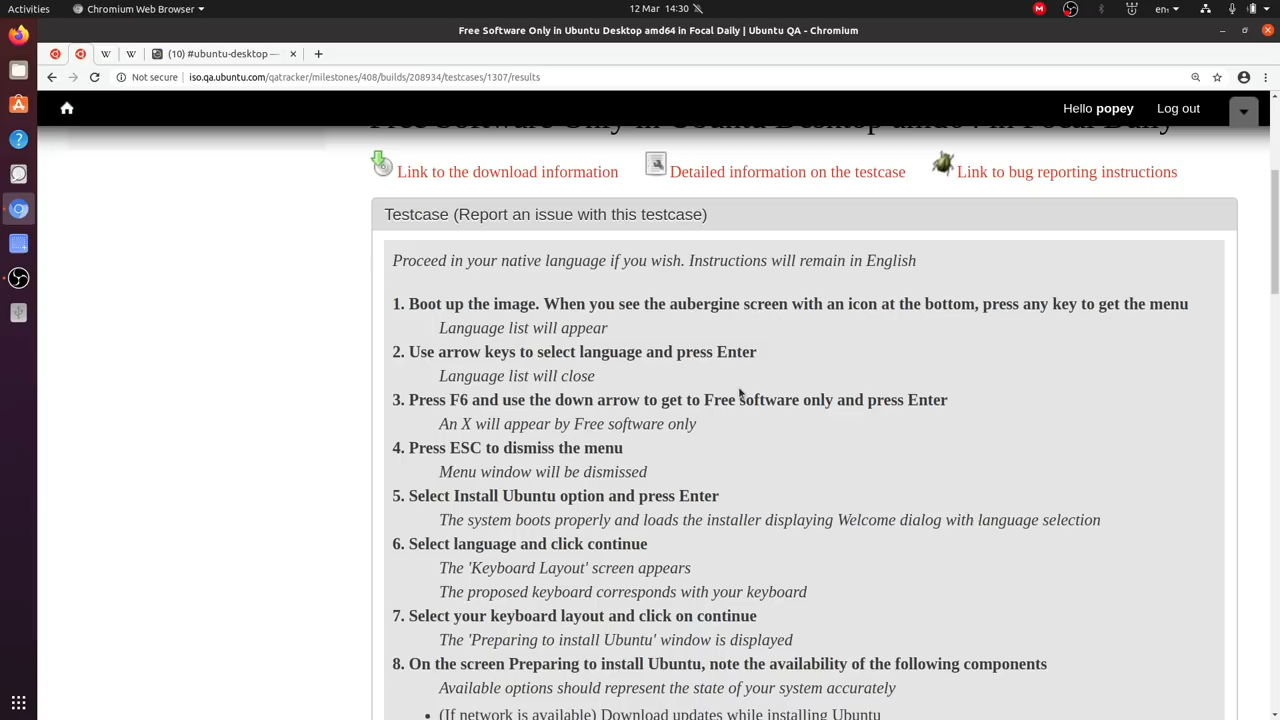 Activities
Chromium Web Browser
12 Mar 14:30
en
Free Software Only in Ubuntu Desktop amd64 in Focal Daily | Ubuntu QA - Chromium
(10) #ubuntu-desktop —
Not secure
iso.qa.ubuntu.com/qatracker/milestones/408/builds/208934/testcases/1307/results
Hello popey
Log out
Free Software Only in Ubuntu Desktop amd64 in Focal Daily
Link to the download information
Detailed information on the testcase
Link to bug reporting instructions
Testcase (Report an issue with this testcase)
Proceed in your native language if you wish. Instructions will remain in English
1. Boot up the image. When you see the aubergine screen with an icon at the bottom, press any key to get the menu
Language list will appear
2. Use arrow keys to select language and press Enter
Language list will close
3. Press F6 and use the down arrow to get to Free software only and press Enter
An X will appear by Free software only
4. Press ESC to dismiss the menu
Menu window will be dismissed
5. Select Install Ubuntu option and press Enter
The system boots properly and loads the installer displaying Welcome dialog with language selection
6. Select language and click continue
The 'Keyboard Layout' screen appears
The proposed keyboard corresponds with your keyboard
7. Select your keyboard layout and click on continue
The 'Preparing to install Ubuntu' window is displayed
8. On the screen Preparing to install Ubuntu, note the availability of the following components
Available options should represent the state of your system accurately
• (If network is available) Download updates while installing Ubuntu